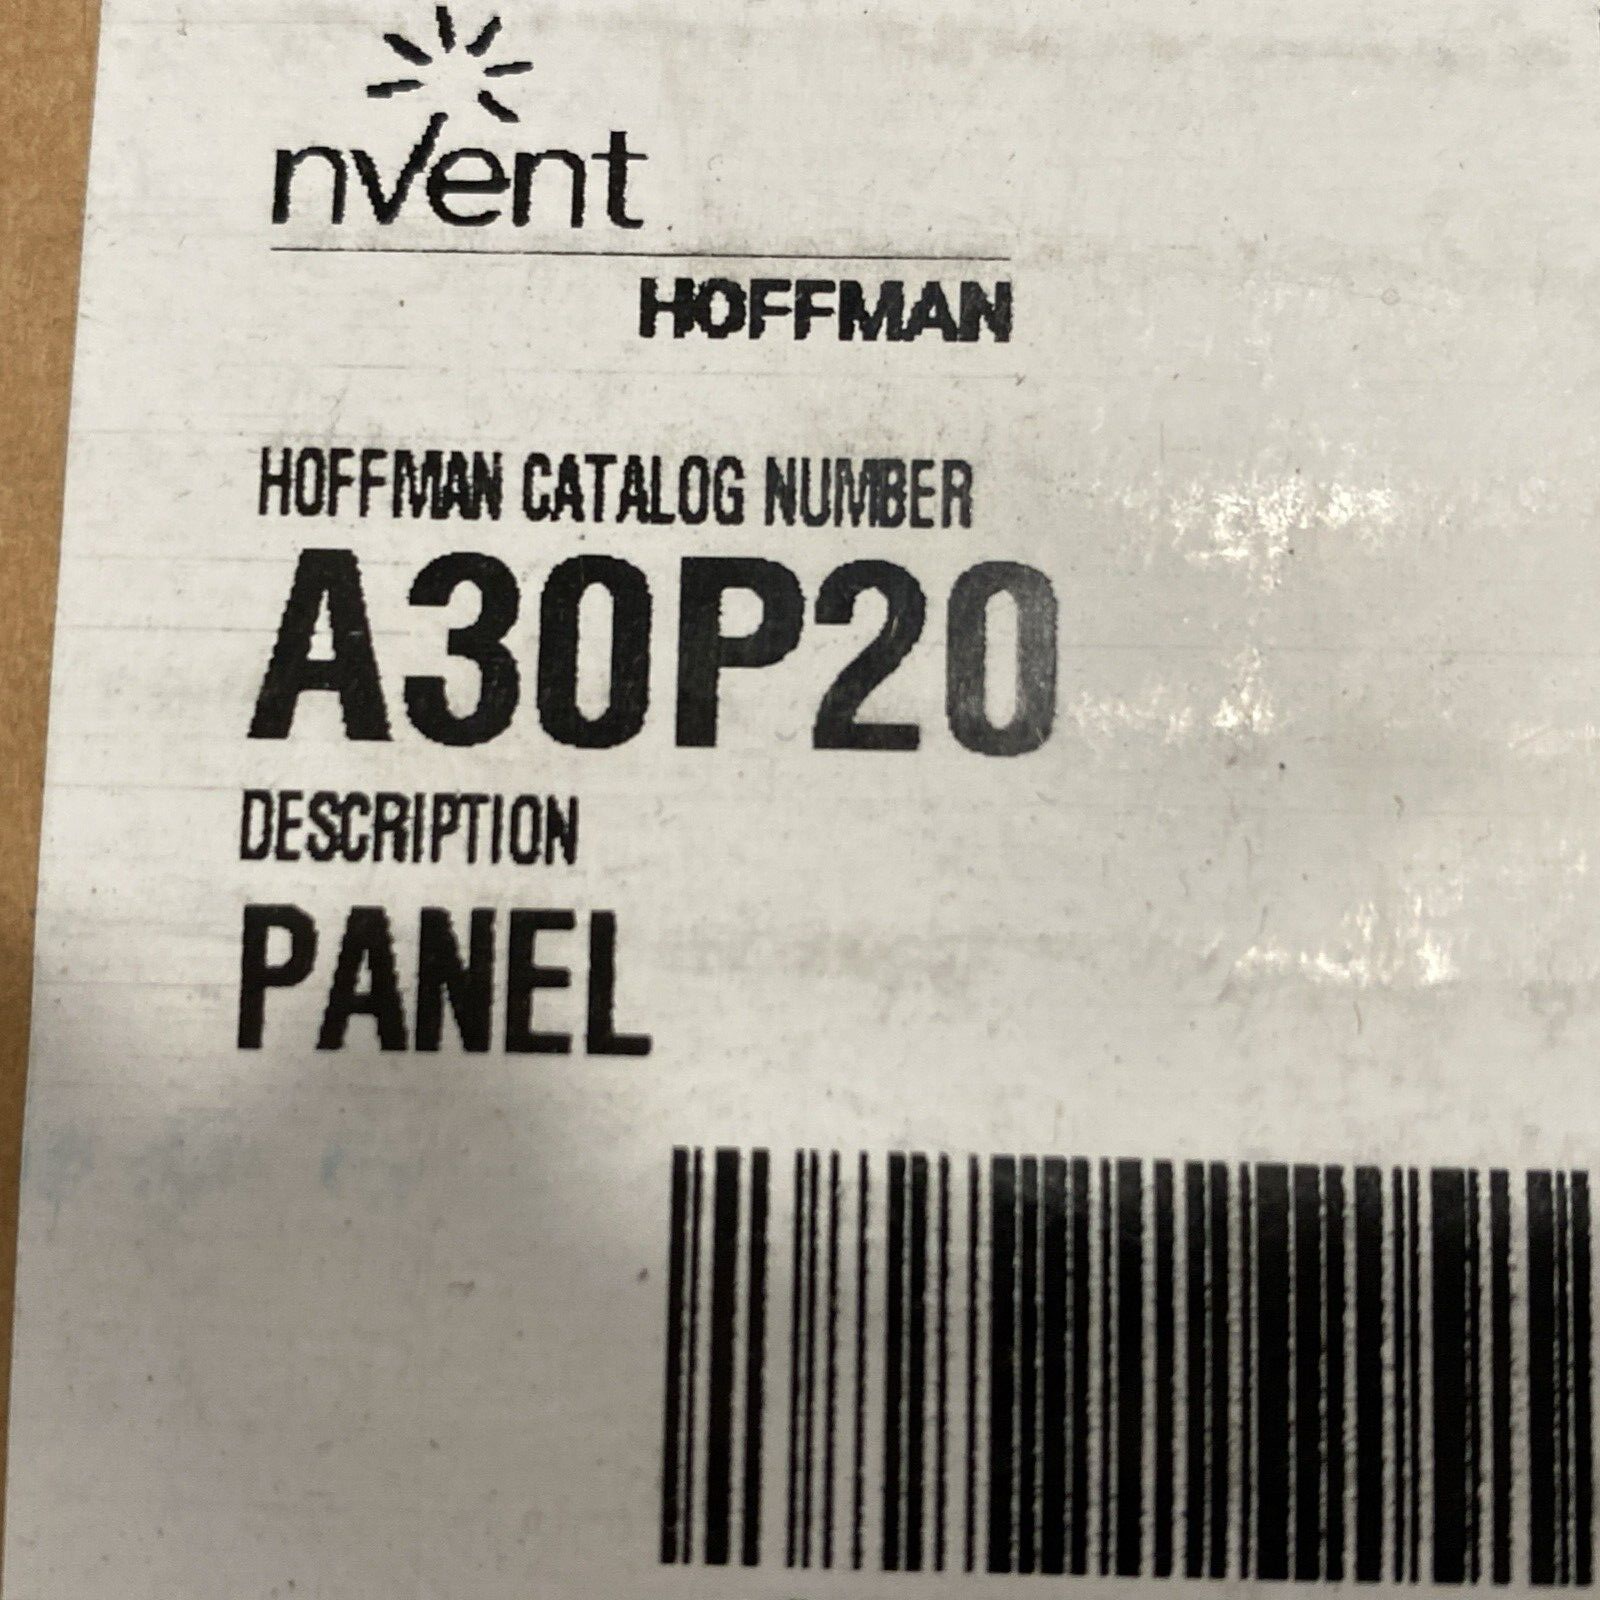 nVent
HOFFMAN
HOFFMAN CATALOG NUMBER
A30P20
DESCRIPTION
PANEL